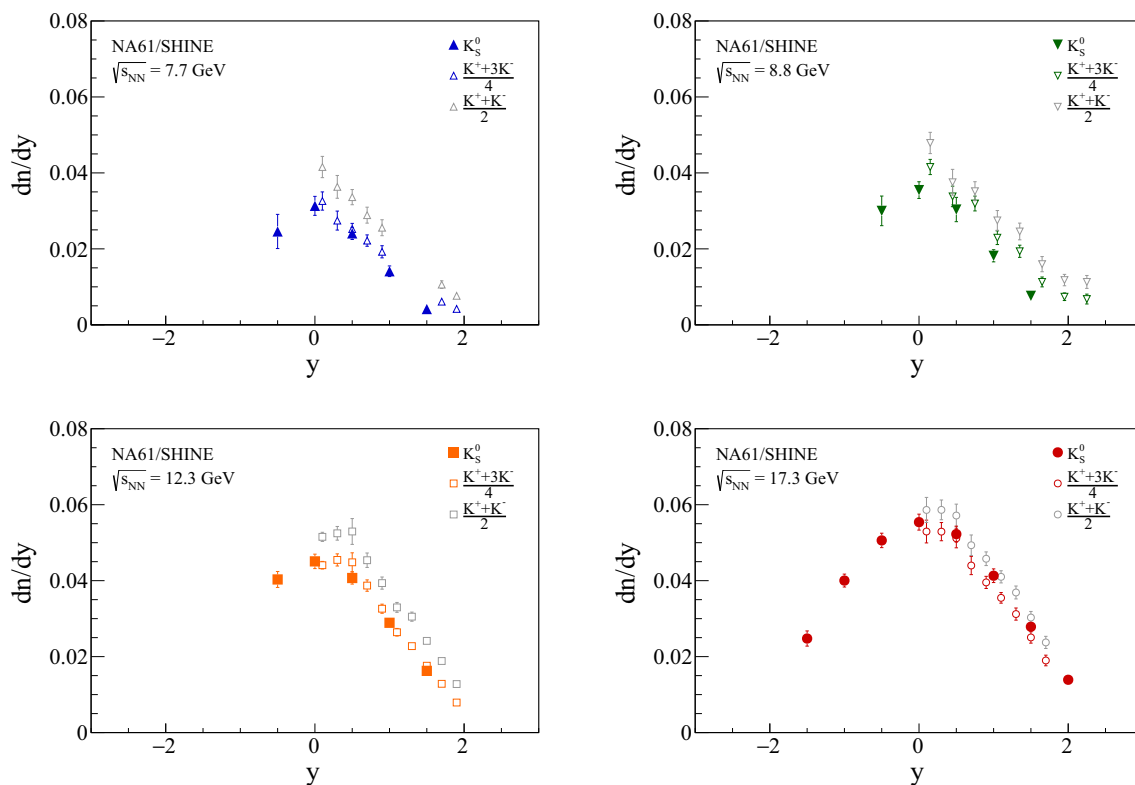 0.08
NA61/SHINE
√s_NN = 7.7 GeV
K⁰_S
K⁺+3K⁻
4
K⁺+K⁻
2
0.06
0.04
0.02
0
dn/dy
−2 0 2
y
0.08
NA61/SHINE
√s_NN = 8.8 GeV
K⁰_S
K⁺+3K⁻
4
K⁺+K⁻
2
0.06
0.04
0.02
0
dn/dy
−2 0 2
y
0.08
NA61/SHINE
√s_NN = 12.3 GeV
K⁰_S
K⁺+3K⁻
4
K⁺+K⁻
2
0.06
0.04
0.02
0
dn/dy
−2 0 2
y
0.08
NA61/SHINE
√s_NN = 17.3 GeV
K⁰_S
K⁺+3K⁻
4
K⁺+K⁻
2
0.06
0.04
0.02
0
dn/dy
−2 0 2
y